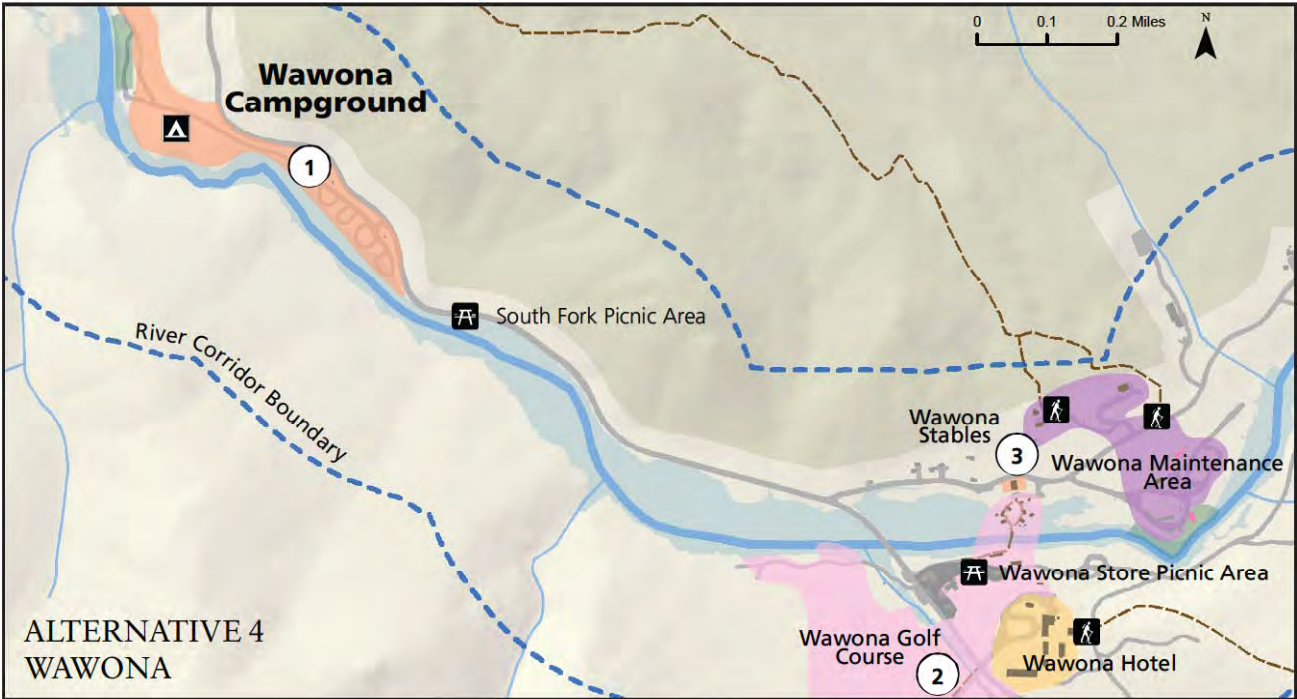 0 0.1 0.2 Miles
N
Wawona
Campground
1
South Fork Picnic Area
River Corridor Boundary
Wawona
Stables
3
Wawona Maintenance
Area
Wawona Store Picnic Area
Wawona Golf
Course
2
Wawona Hotel
ALTERNATIVE 4
WAWONA